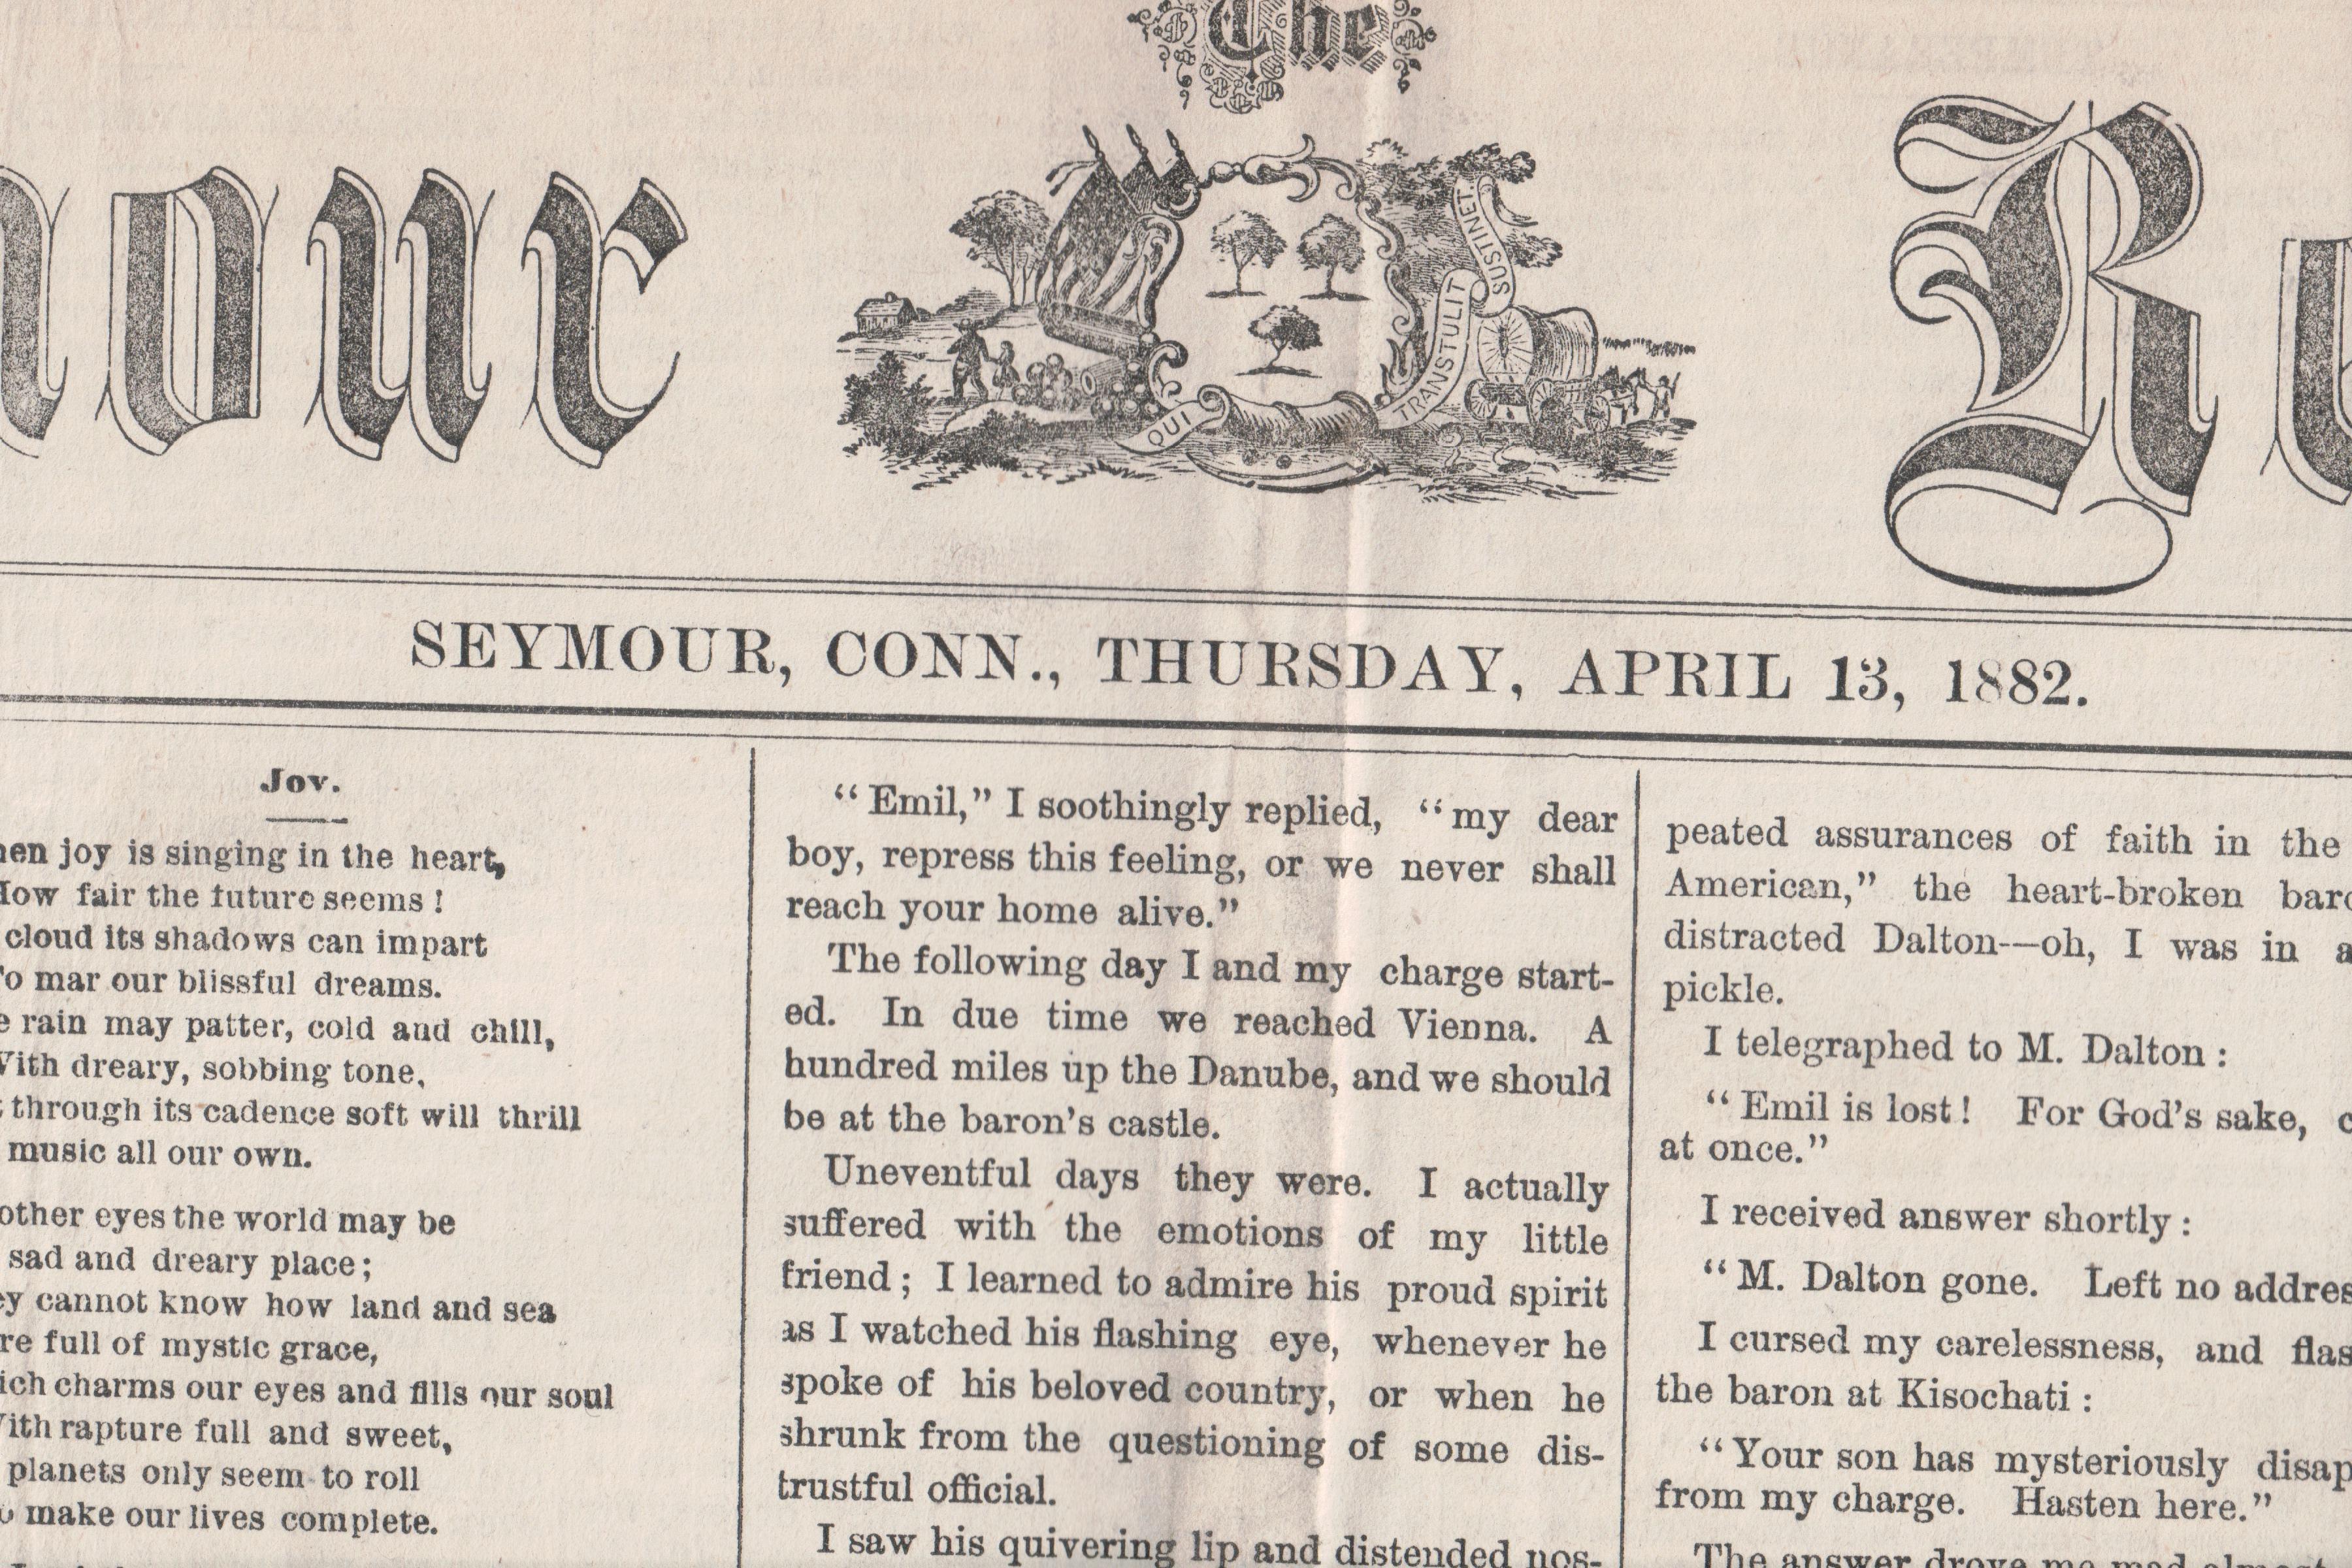 The
mour Re
QUI TRANSTULIT SUSTINET.
SEYMOUR, CONN., THURSDAY, APRIL 13, 1882.
Joy.
hen joy is singing in the heart,
How fair the future seems!
cloud its shadows can impart
To mar our blissful dreams.
e rain may patter, cold and chill,
With dreary, sobbing tone,
t through its cadence soft will thrill
music all our own.
other eyes the world may be
sad and dreary place;
ey cannot know how land and sea
re full of mystic grace,
ich charms our eyes and fills our soul
With rapture full and sweet,
planets only seem to roll
o make our lives complete.
"Emil," I soothingly replied, "my dear
boy, repress this feeling, or we never shall
reach your home alive."
The following day I and my charge start-
ed. In due time we reached Vienna. A
hundred miles up the Danube, and we should
be at the baron's castle.
Uneventful days they were. I actually
suffered with the emotions of my little
friend; I learned to admire his proud spirit
as I watched his flashing eye, whenever he
spoke of his beloved country, or when he
shrunk from the questioning of some dis-
trustful official.
I saw his quivering lip and distended nos-
peated assurances of faith in the
American," the heart-broken baro
distracted Dalton--oh, I was in a
pickle.
I telegraphed to M. Dalton:
"Emil is lost! For God's sake, c
at once."
I received answer shortly:
"M. Dalton gone. Left no addres
I cursed my carelessness, and flas
the baron at Kisochati:
"Your son has mysteriously disap
from my charge. Hasten here."
The answer drove me mad